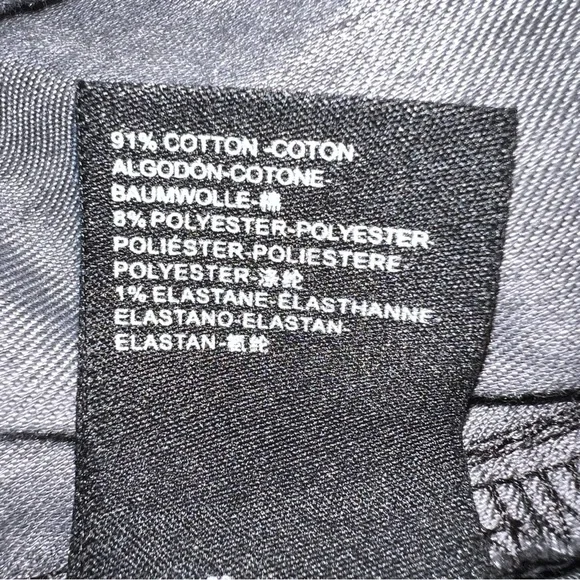 91% COTTON -COTON-
ALGODÓN-COTONE-
BAUMWOLLE-棉
8% POLYESTER-POLYESTER-
POLIÉSTER-POLIESTERE-
POLYESTER-涤纶
1% ELASTANE-ÉLASTHANNE-
ELASTANO-ELASTAN-
ELASTAN-氨纶